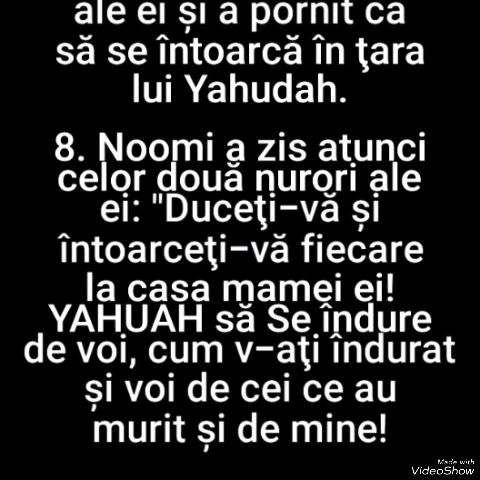 ale ei și a pornit ca
să se întoarcă în ţara
lui Yahudah.
8. Noomi a zis atunci
celor două nurori ale
ei: "Duceţi-vă și
întoarceţi-vă fiecare
la casa mamei ei!
YAHUAH să Se îndure
de voi, cum v-aţi îndurat
și voi de cei ce au
murit și de mine!
Made with
VideoShow